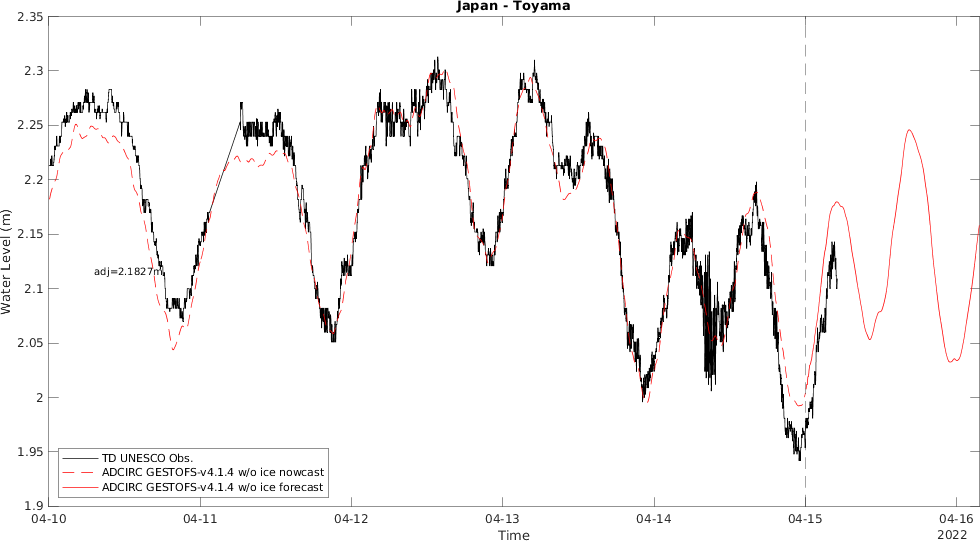 Japan - Toyama
2.35
2.3
2.25
2.2
2.15
2.1
2.05
2
1.95
1.9
Water Level (m)
adj=2.1827m
TD UNESCO Obs.
ADCIRC GESTOFS-v4.1.4 w/o ice nowcast
ADCIRC GESTOFS-v4.1.4 w/o ice forecast
04-10
04-11
04-12
04-13
04-14
04-15
04-16
Time
2022